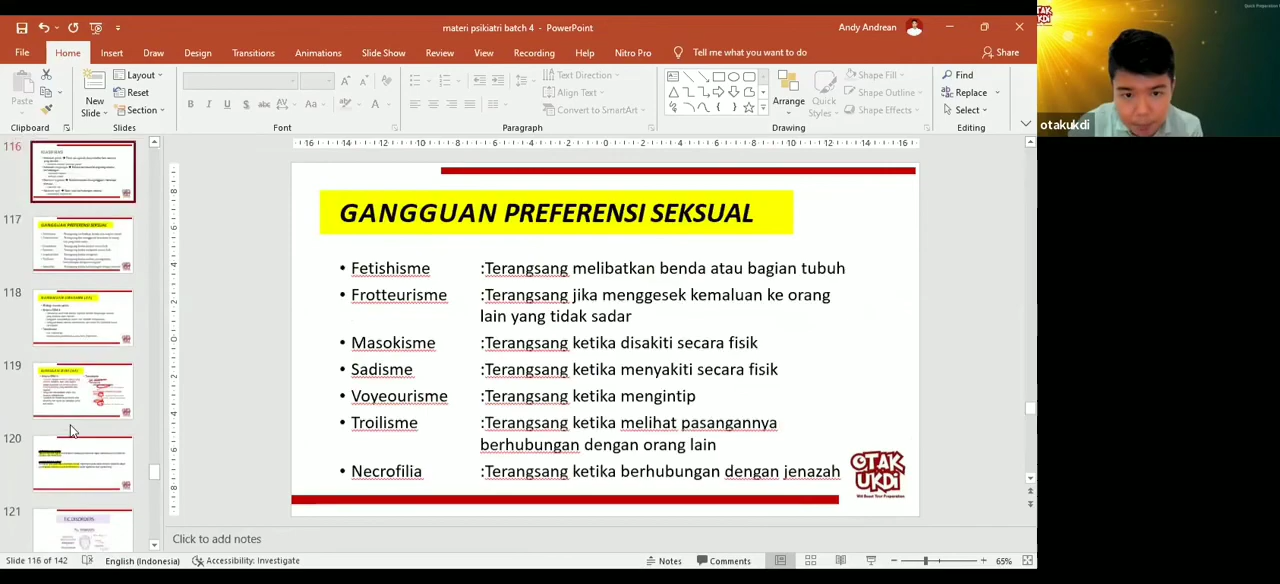 materi psikiatri batch 4 - PowerPoint
Andy Andrean
File Home Insert Draw Design Transitions Animations Slide Show Review View Recording Help Nitro Pro Tell me what you want to do Share
Paste
New Slide
Layout
Reset
Section
Text Direction
Align Text
Convert to SmartArt
Arrange
Quick Styles
Shape Fill
Shape Outline
Shape Effects
Find
Replace
Select
Clipboard Slides Font Paragraph Drawing Editing
otakukdi
116
117
GANGGUAN PREFERENSI SEKSUAL
118
119
120
121
GANGGUAN PREFERENSI SEKSUAL
• Fetishisme :Terangsang melibatkan benda atau bagian tubuh
• Frotteurisme :Terangsang jika menggesek kemaluan ke orang
lain yang tidak sadar
• Masokisme :Terangsang ketika disakiti secara fisik
• Sadisme :Terangsang ketika menyakiti secara fisik
• Voyeourisme :Terangsang ketika mengintip
• Troilisme :Terangsang ketika melihat pasangannya
berhubungan dengan orang lain
• Necrofilia :Terangsang ketika berhubungan dengan jenazah
OTAK
UKDI
Click to add notes
Slide 116 of 142 English (Indonesia) Accessibility: Investigate Notes Comments 65%